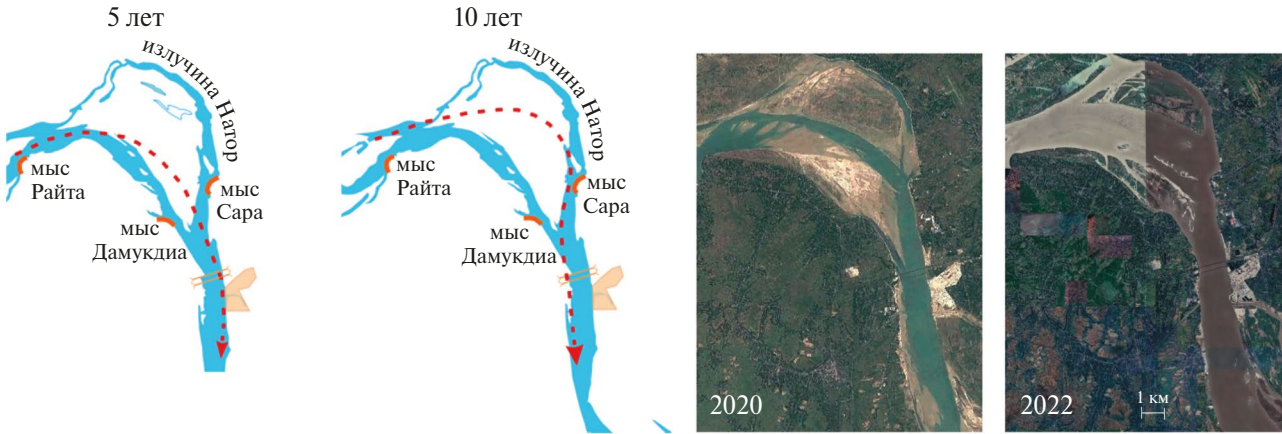 5 лет
излучина Натор
мыс
Райта
мыс
Сара
мыс
Дамукдиа
10 лет
излучина Натор
мыс
Райта
мыс
Сара
мыс
Дамукдиа
2020
2022
1 км